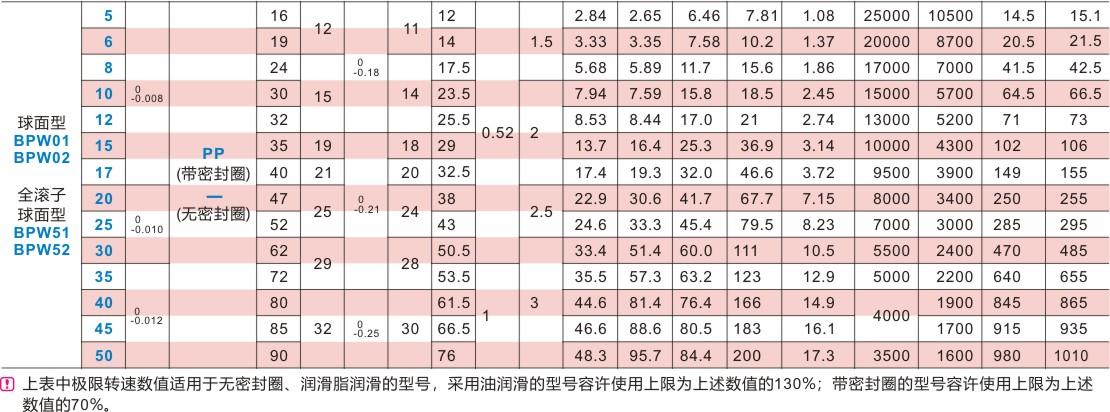 5 16 12 11 12 2.84 2.65 6.46 7.81 1.08 25000 10500 14.5 15.1
6 19 14 1.5 3.33 3.35 7.58 10.2 1.37 20000 8700 20.5 21.5
8 24 0 -0.18 17.5 5.68 5.89 11.7 15.6 1.86 17000 7000 41.5 42.5
10 0 -0.008 30 15 14 23.5 7.94 7.59 15.8 18.5 2.45 15000 5700 64.5 66.5
12 32 25.5 8.53 8.44 17.0 21 2.74 13000 5200 71 73
球面型
BPW01
BPW02
15 35 19 18 29 0.52 2 13.7 16.4 25.3 36.9 3.14 10000 4300 102 106
PP
(带密封圈)
17 40 21 20 32.5 17.4 19.3 32.0 46.6 3.72 9500 3900 149 155
全滚子
球面型
BPW51
BPW52
—
(无密封圈)
20 47 25 0 -0.21 24 38 2.5 22.9 30.6 41.7 67.7 7.15 8000 3400 250 255
25 0 -0.010 52 43 24.6 33.3 45.4 79.5 8.23 7000 3000 285 295
30 62 29 28 50.5 33.4 51.4 60.0 111 10.5 5500 2400 470 485
35 72 53.5 35.5 57.3 63.2 123 12.9 5000 2200 640 655
40 0 -0.012 80 61.5 1 3 44.6 81.4 76.4 166 14.9 4000 1900 845 865
45 85 32 0 -0.25 30 66.5 46.6 88.6 80.5 183 16.1 1700 915 935
50 90 76 48.3 95.7 84.4 200 17.3 3500 1600 980 1010
! 上表中极限转速数值适用于无密封圈、润滑脂润滑的型号，采用油润滑的型号容许使用上限为上述数值的130%；带密封圈的型号容许使用上限为上述
数值的70%。